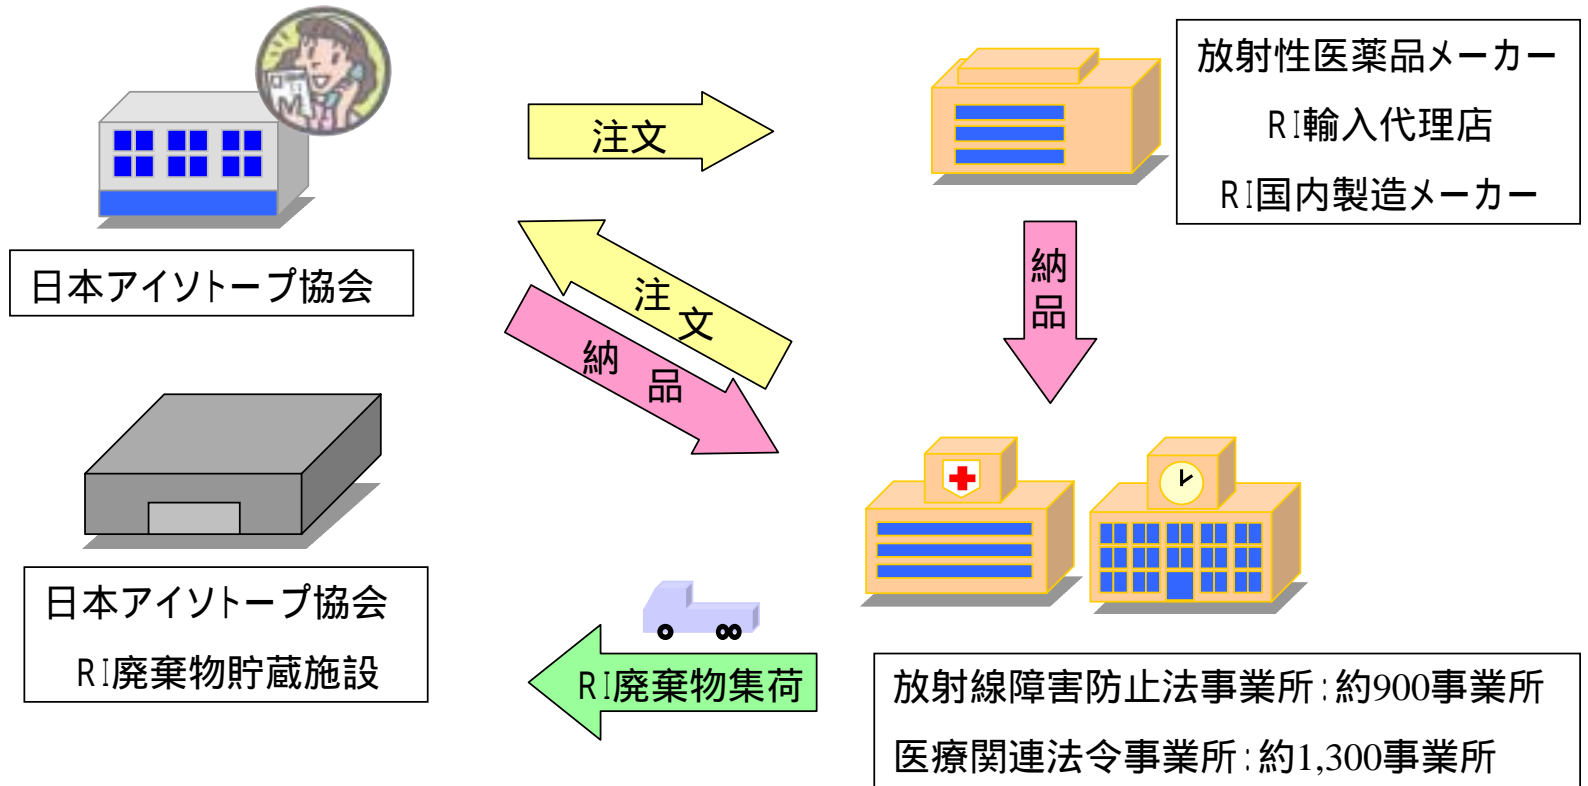 放射性医薬品メーカー
RI輸入代理店
RI国内製造メーカー
注文
日本アイソトープ協会
注文
納品
納品
日本アイソトープ協会
RI廃棄物貯蔵施設
RI廃棄物集荷
放射線障害防止法事業所:約900事業所
医療関連法令事業所:約1,300事業所
M